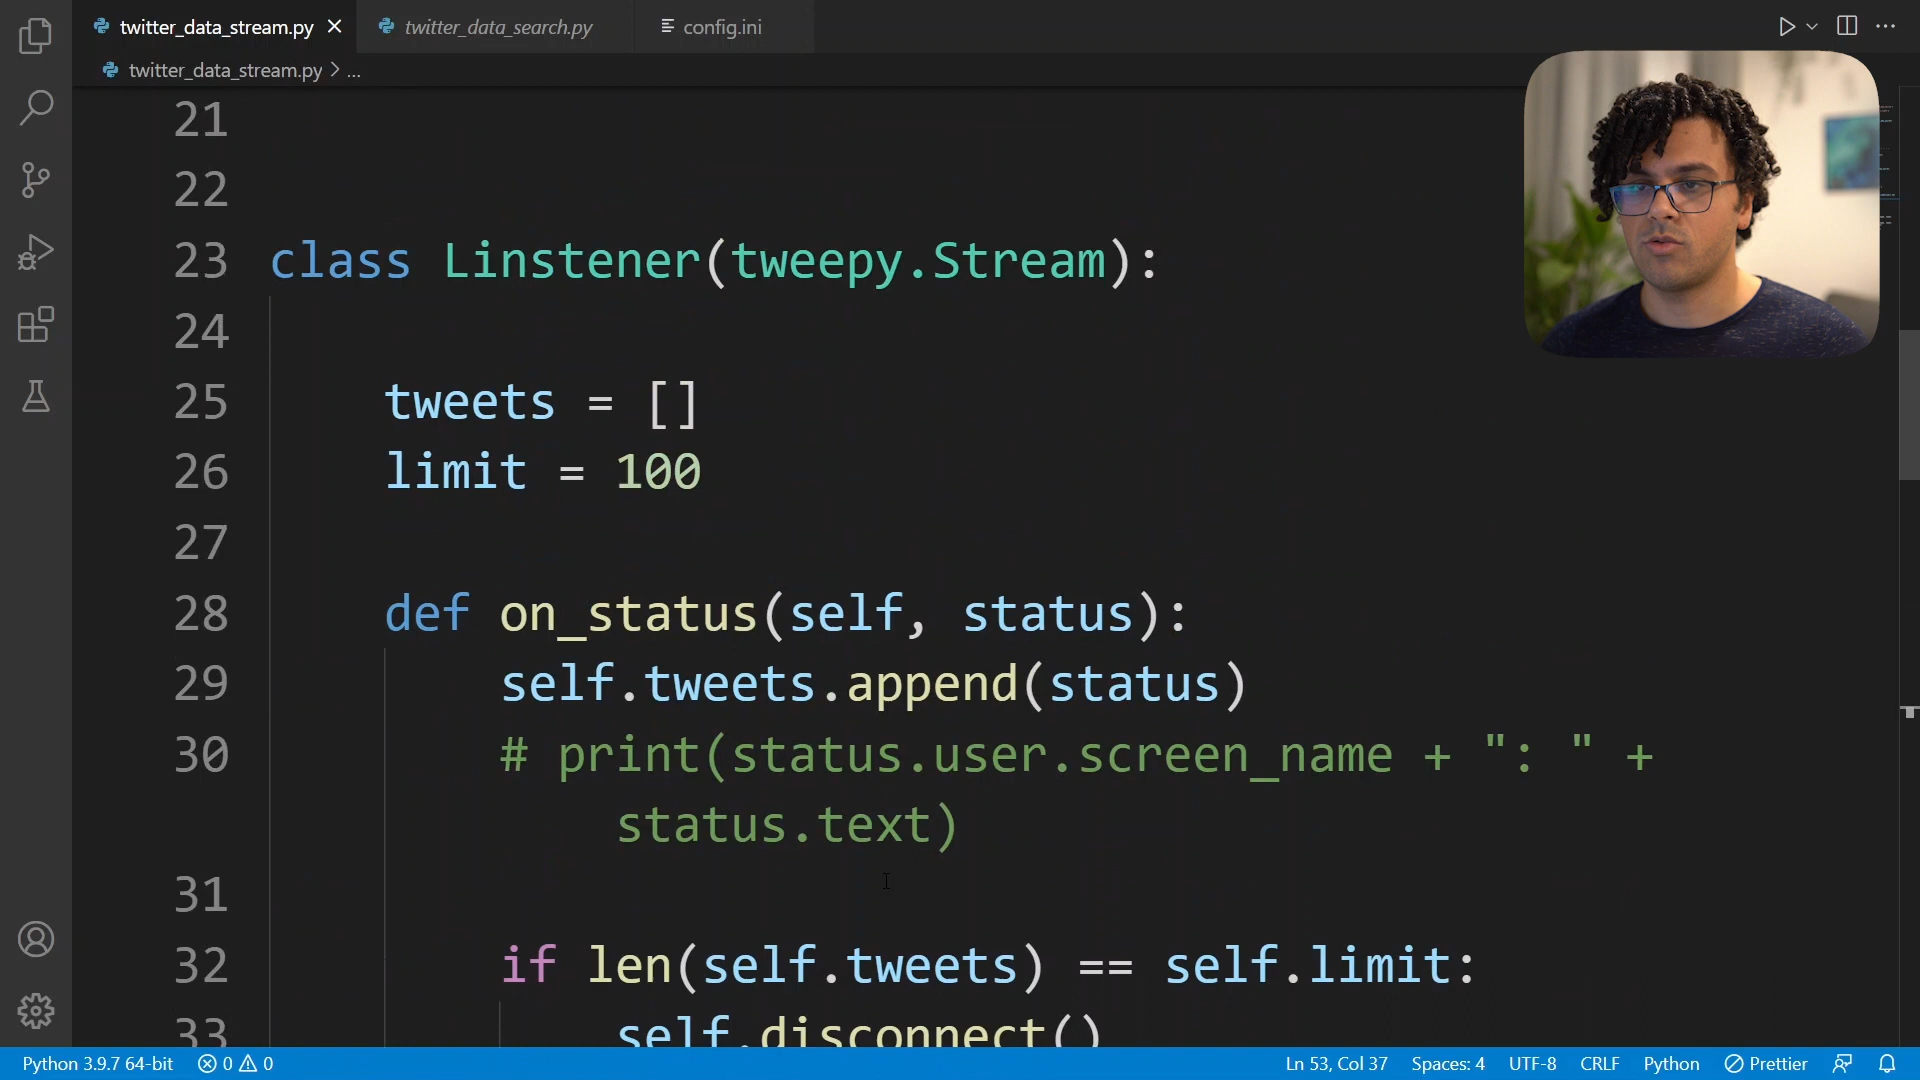 twitter_data_stream.py twitter_data_search.py config.ini
twitter_data_stream.py > ...
21
22
23 class Linstener(tweepy.Stream):
24
25 tweets = []
26 limit = 100
27
28 def on_status(self, status):
29 self.tweets.append(status)
30 # print(status.user.screen_name + ": " +
status.text)
31
32 if len(self.tweets) == self.limit:
33 self.disconnect()
Python 3.9.7 64-bit 0 0 Ln 53, Col 37 Spaces: 4 UTF-8 CRLF Python Prettier